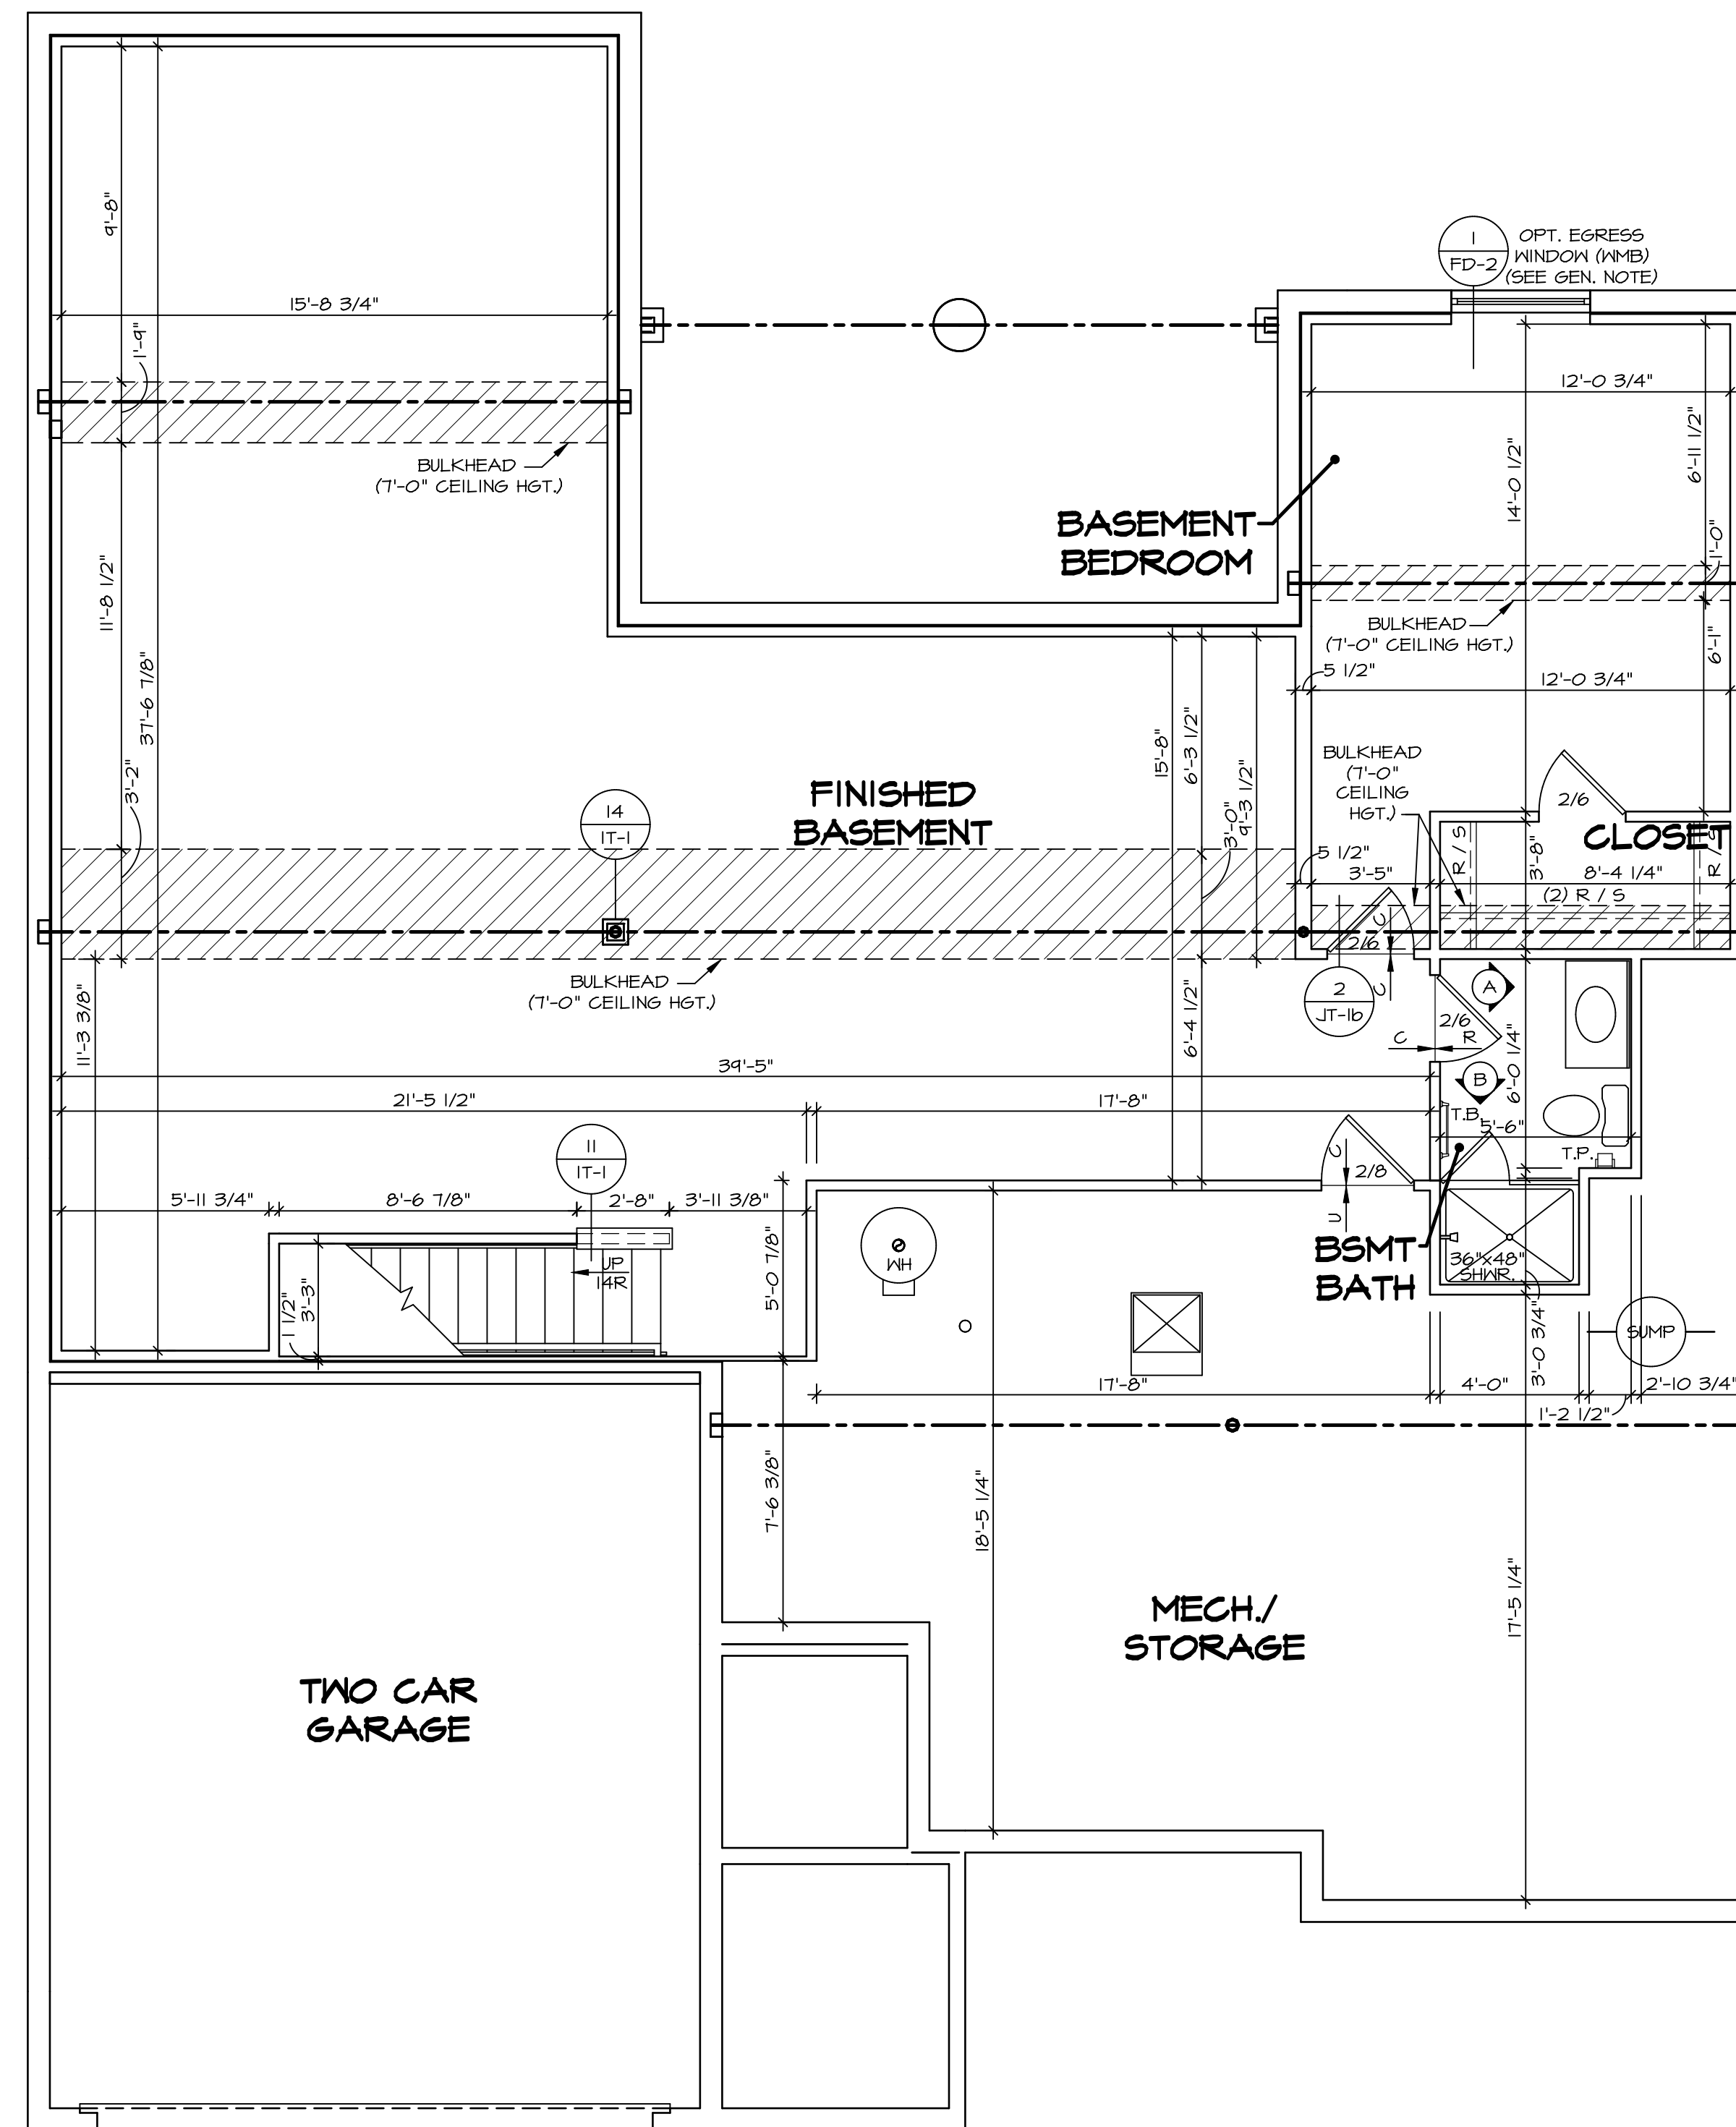 1
FD-2
OPT. EGRESS
WINDOW (WMB)
(SEE GEN. NOTE)
9'-8"
15'-8 3/4"
1'-9"
BULKHEAD
(7'-0" CEILING HGT.)
12'-0 3/4"
14'-0 1/2"
6'-11 1/2"
BASEMENT
BEDROOM
1'-0"
BULKHEAD
(7'-0" CEILING HGT.)
11'-8 1/2"
37'-6 7/8"
6'-1"
5 1/2"
12'-0 3/4"
15'-8"
6'-3 1/2"
9'-3 1/2"
3'-0"
3'-2"
BULKHEAD
(7'-0"
CEILING
HGT.)
FINISHED
BASEMENT
14
1T-1
2/6
CLOSET
R / S
R / S
3'-8"
5 1/2"
3'-5"
8'-4 1/4"
(2) R / S
2/6
C
C
BULKHEAD
(7'-0" CEILING HGT.)
2
JT-1b
A
2/6
C
R
B
6'-0 1/4"
11'-3 3/8"
6'-4 1/2"
39'-5"
21'-5 1/2"
17'-8"
T.B.
5'-6"
T.P.
11
1T-1
C
2/8
U
5'-11 3/4"
8'-6 7/8"
2'-8"
3'-11 3/8"
5'-0 7/8"
UP
14R
1 1/2"
3'-3"
WH
BSMT
BATH
36"x48"
SHWR.
3'-0 3/4"
SUMP
17'-8"
4'-0"
2'-10 3/4"
1'-2 1/2"
7'-6 3/8"
18'-5 1/4"
17'-5 1/4"
MECH./
STORAGE
TWO CAR
GARAGE